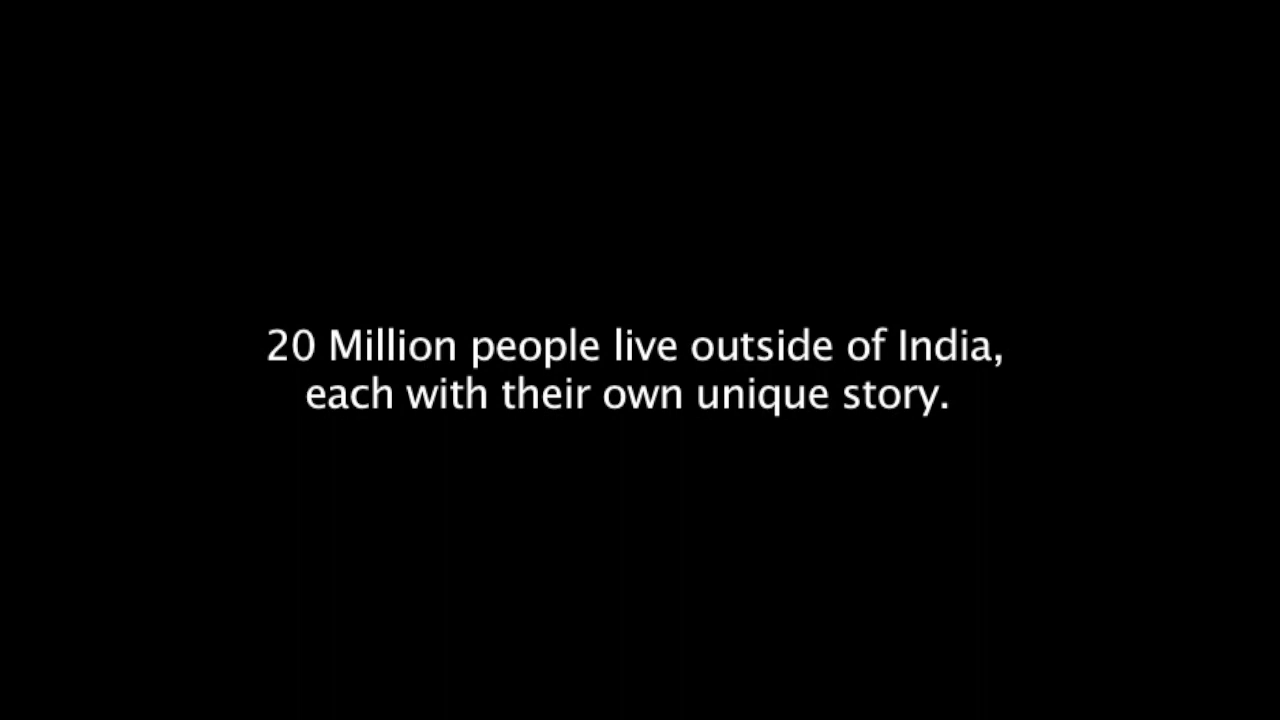 20 Million people live outside of India,
each with their own unique story.